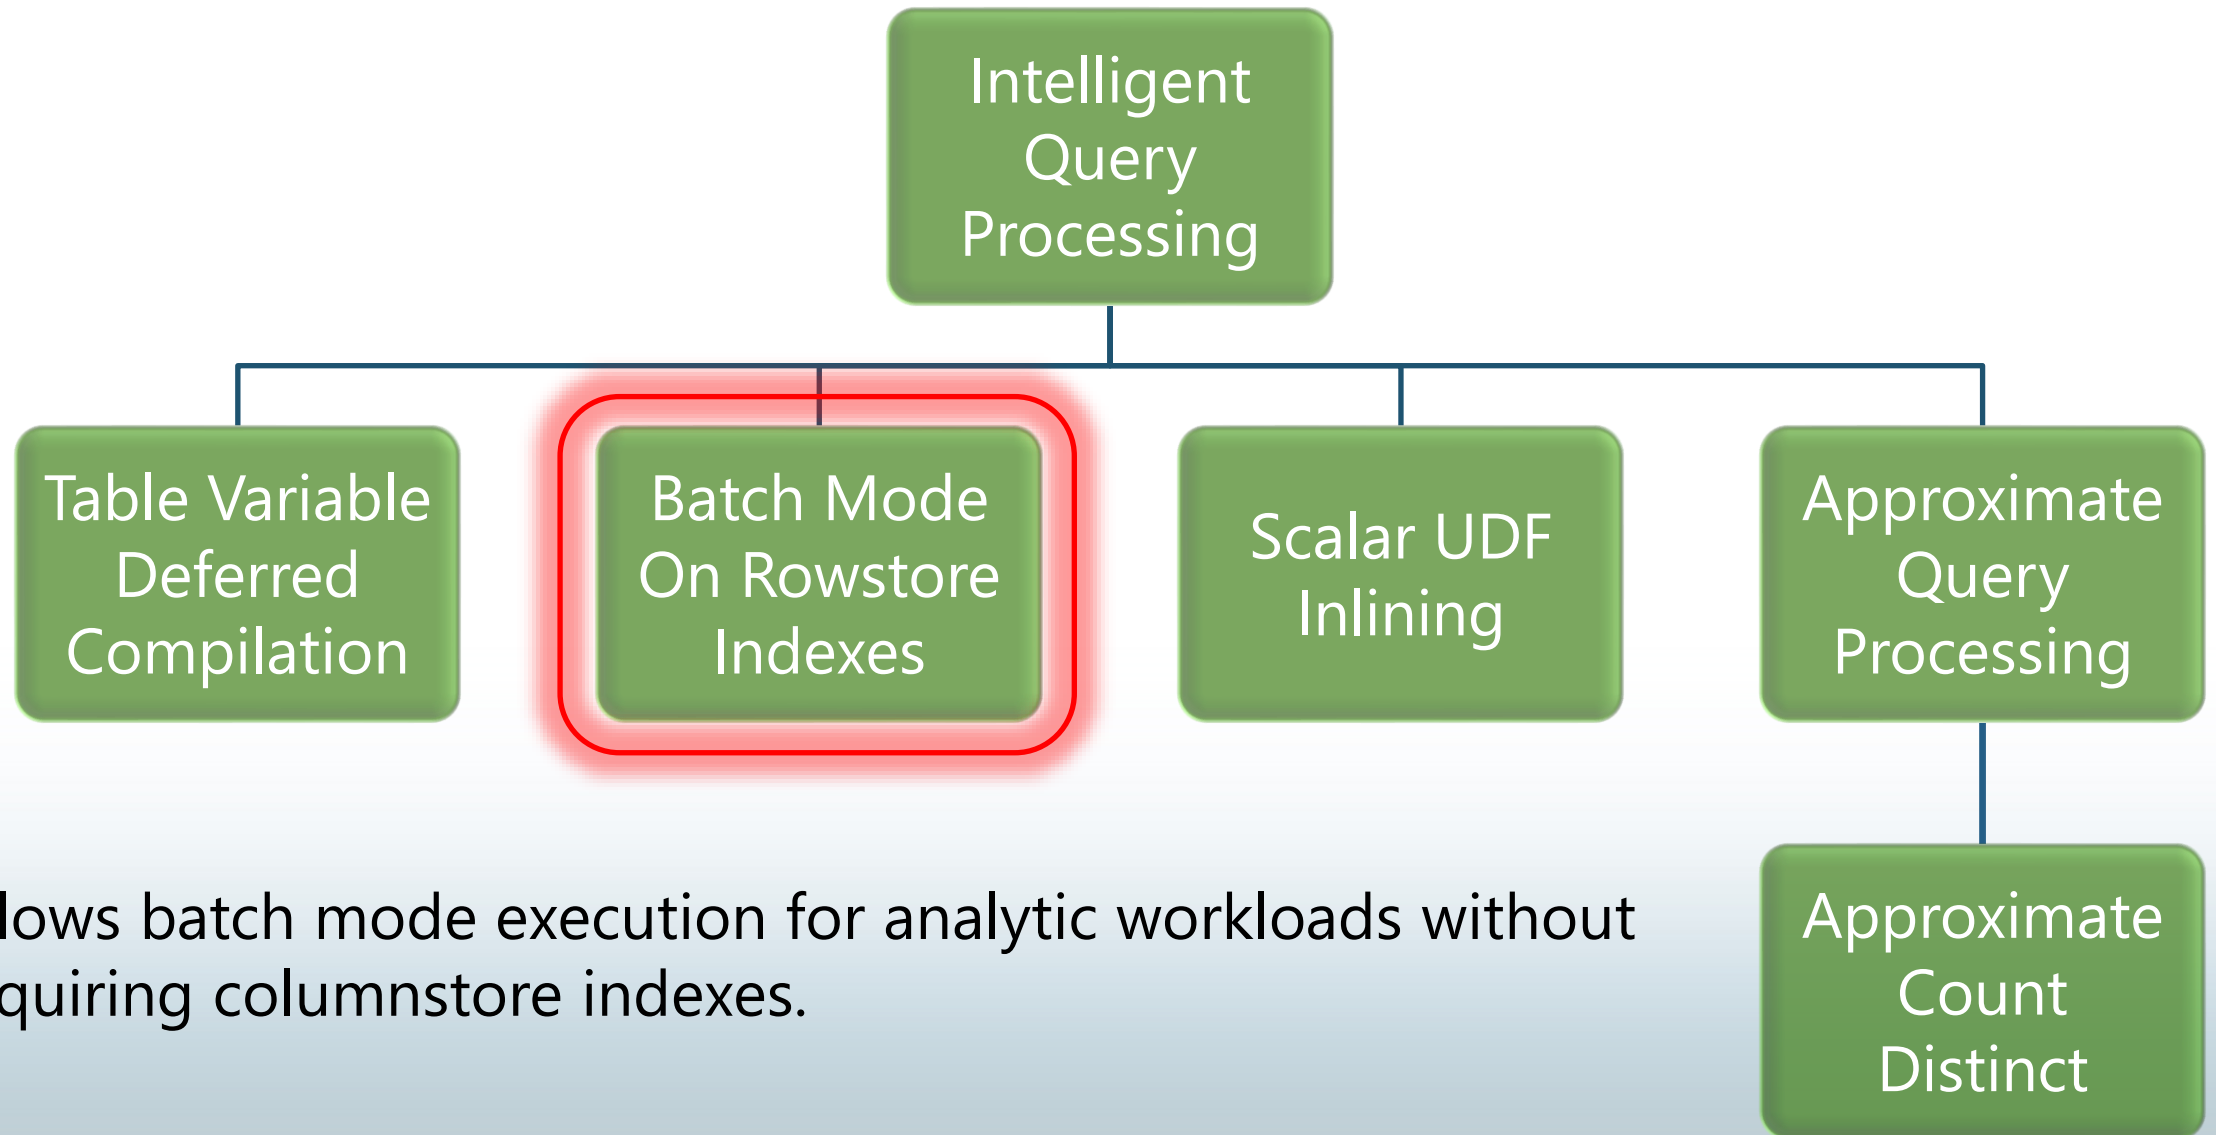 Intelligent
Query
Processing
Table Variable
Deferred
Compilation
Batch Mode
On Rowstore
Indexes
Scalar UDF
Inlining
Approximate
Query
Processing
Approximate
Count
Distinct
lows batch mode execution for analytic workloads without
quiring columnstore indexes.